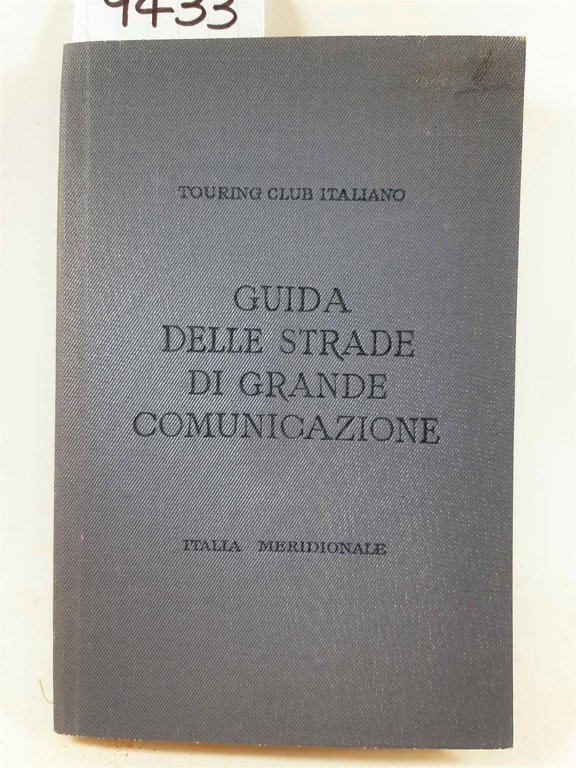 9433
TOURING CLUB ITALIANO
GUIDA
DELLE STRADE
DI GRANDE
COMUNICAZIONE
ITALIA MERIDIONALE